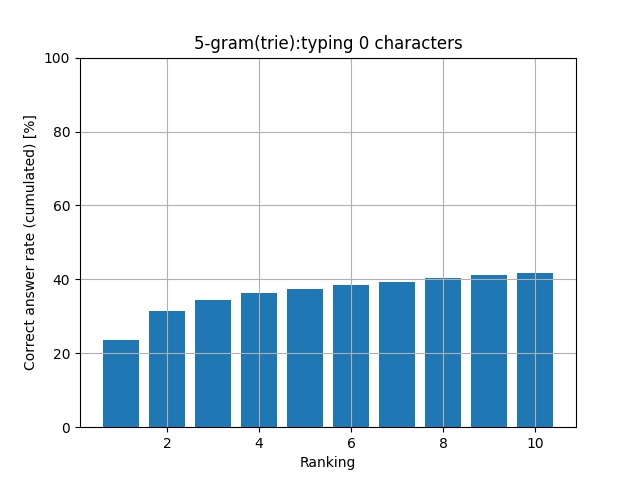 5-gram(trie):typing 0 characters
100
80
60
40
20
0
Correct answer rate (cumulated) [%]
2 4 6 8 10
Ranking